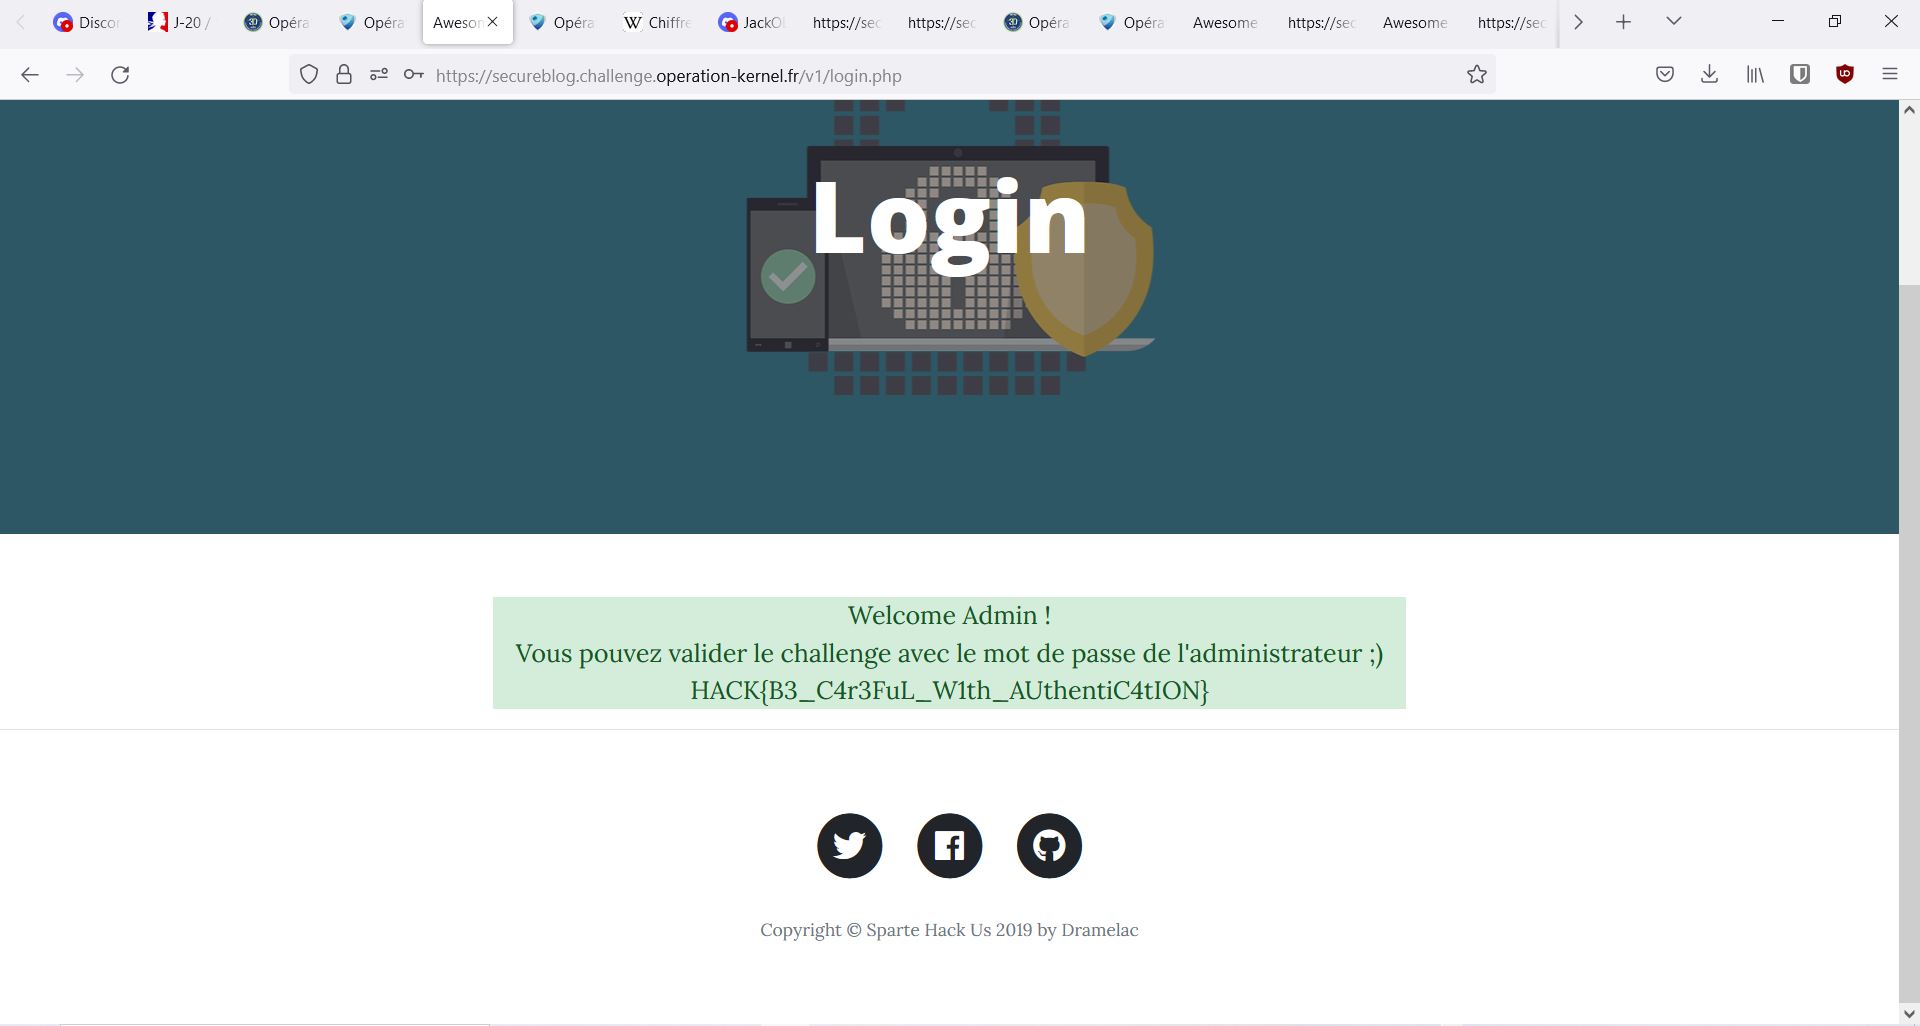 Discor
J-20 /
Opéra
Opéra
Awesom
Opéra
W Chiffre
JackO
https://sec
https://sec
Opéra
Opéra
Awesome
https://sec
Awesome
https://sec
https://secureblog.challenge.operation-kernel.fr/v1/login.php
Login
Welcome Admin !
Vous pouvez valider le challenge avec le mot de passe de l'administrateur ;)
HACK{B3_C4r3FuL_W1th_AUthentiC4tION}
Copyright © Sparte Hack Us 2019 by Dramelac